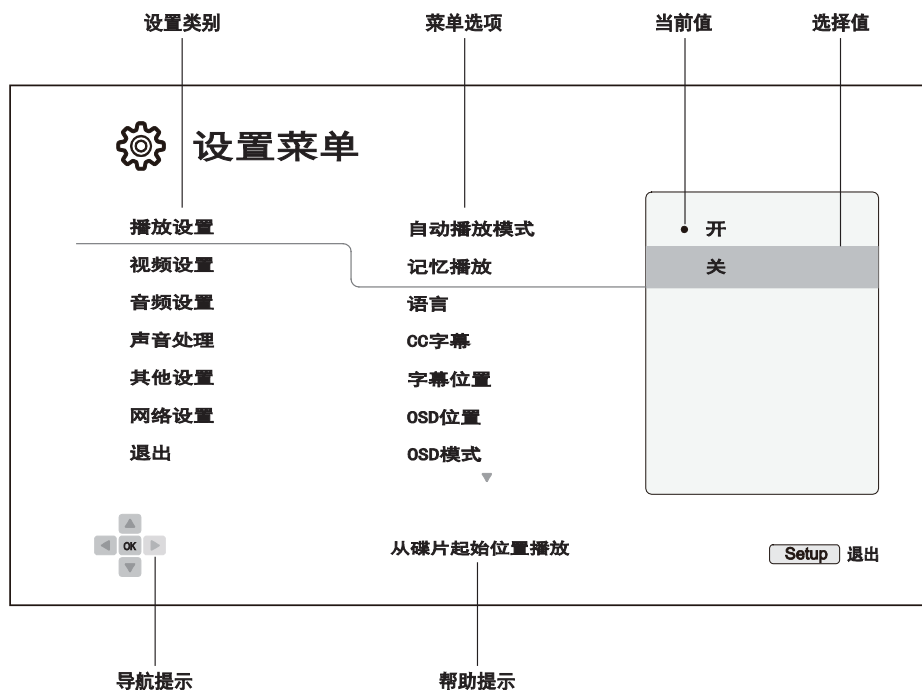 设置类别
菜单选项
当前值
选择值
设置菜单
播放设置
视频设置
音频设置
声音处理
其他设置
网络设置
退出
自动播放模式
记忆播放
语言
CC字幕
字幕位置
OSD位置
OSD模式
开
关
OK
从碟片起始位置播放
Setup 退出
导航提示
帮助提示